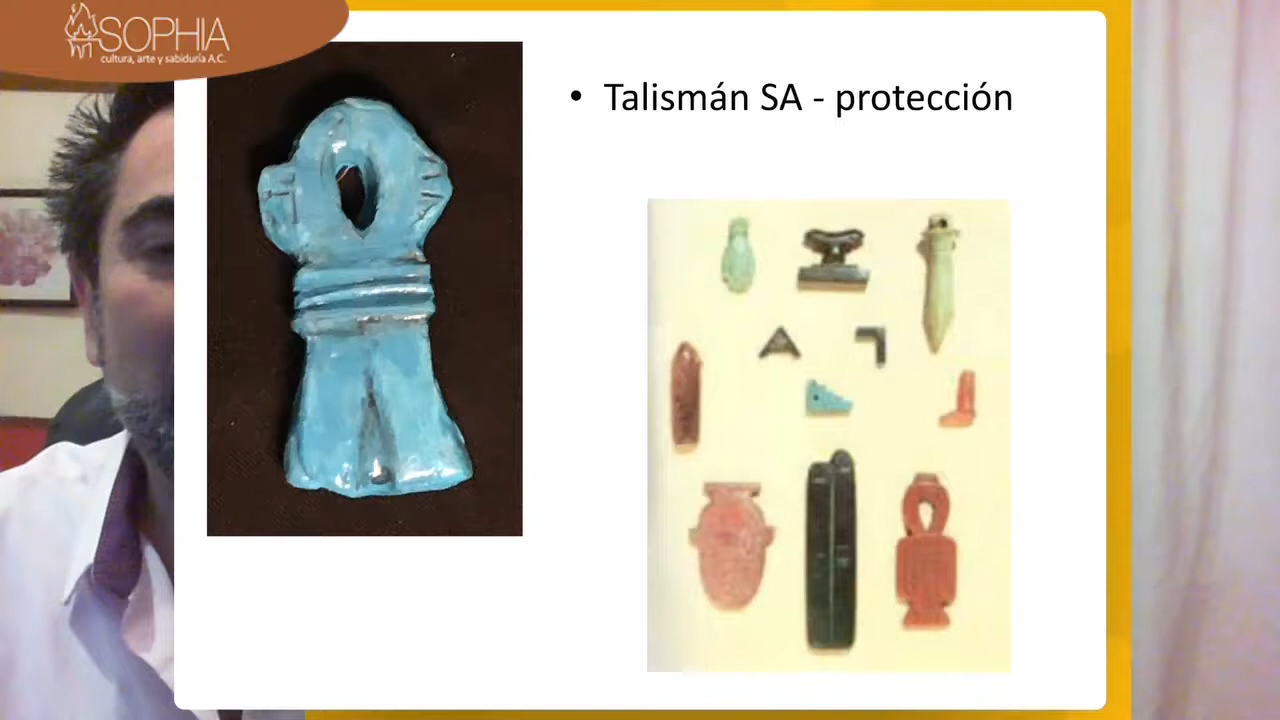 SOPHIA
cultura, arte y sabiduría A.C.
• Talismán SA - protección